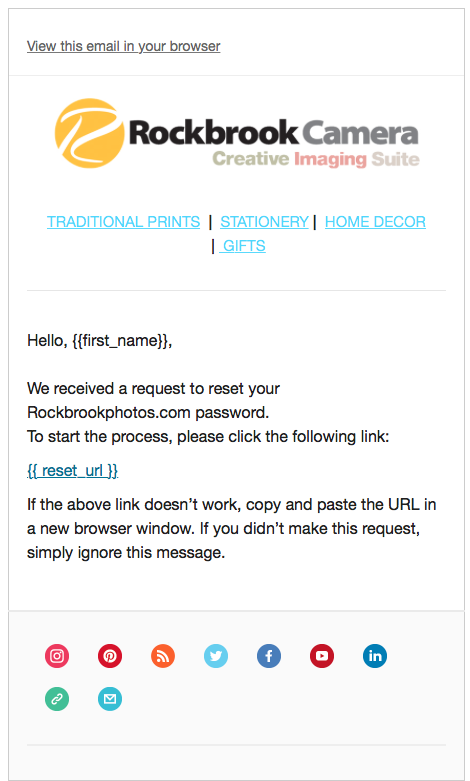 View this email in your browser
Rockbrook Camera
Creative Imaging Suite
TRADITIONAL PRINTS | STATIONERY | HOME DECOR
| GIFTS
Hello, {{first_name}},
We received a request to reset your
Rockbrookphotos.com password.
To start the process, please click the following link:
{{ reset_url }}
If the above link doesn’t work, copy and paste the URL in
a new browser window. If you didn’t make this request,
simply ignore this message.